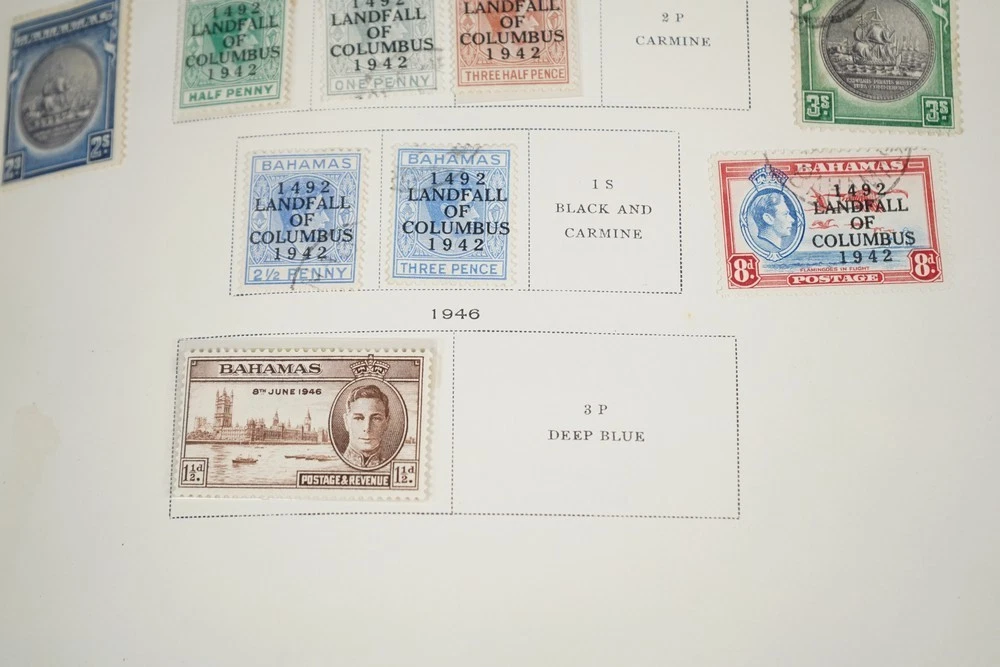 BAHAMAS
2s 2s
1492
LANDFALL
OF
COLUMBUS
1942
HALF PENNY
1492
LANDFALL
OF
COLUMBUS
1942
ONE PENNY
LANDFALL
OF
COLUMBUS
1942
THREE HALF PENCE
2 P
CARMINE
3s 3s
BAHAMAS
1492
LANDFALL
OF
COLUMBUS
1942
2½ PENNY
BAHAMAS
1492
LANDFALL
OF
COLUMBUS
1942
THREE PENCE
1 S
BLACK AND
CARMINE
BAHAMAS
1492
LANDFALL
OF
COLUMBUS
1942
FLAMINGOES IN FLIGHT
8d 8d
POSTAGE
1946
BAHAMAS
8TH JUNE 1946
1½d. POSTAGE & REVENUE 1½d.
3 P
DEEP BLUE